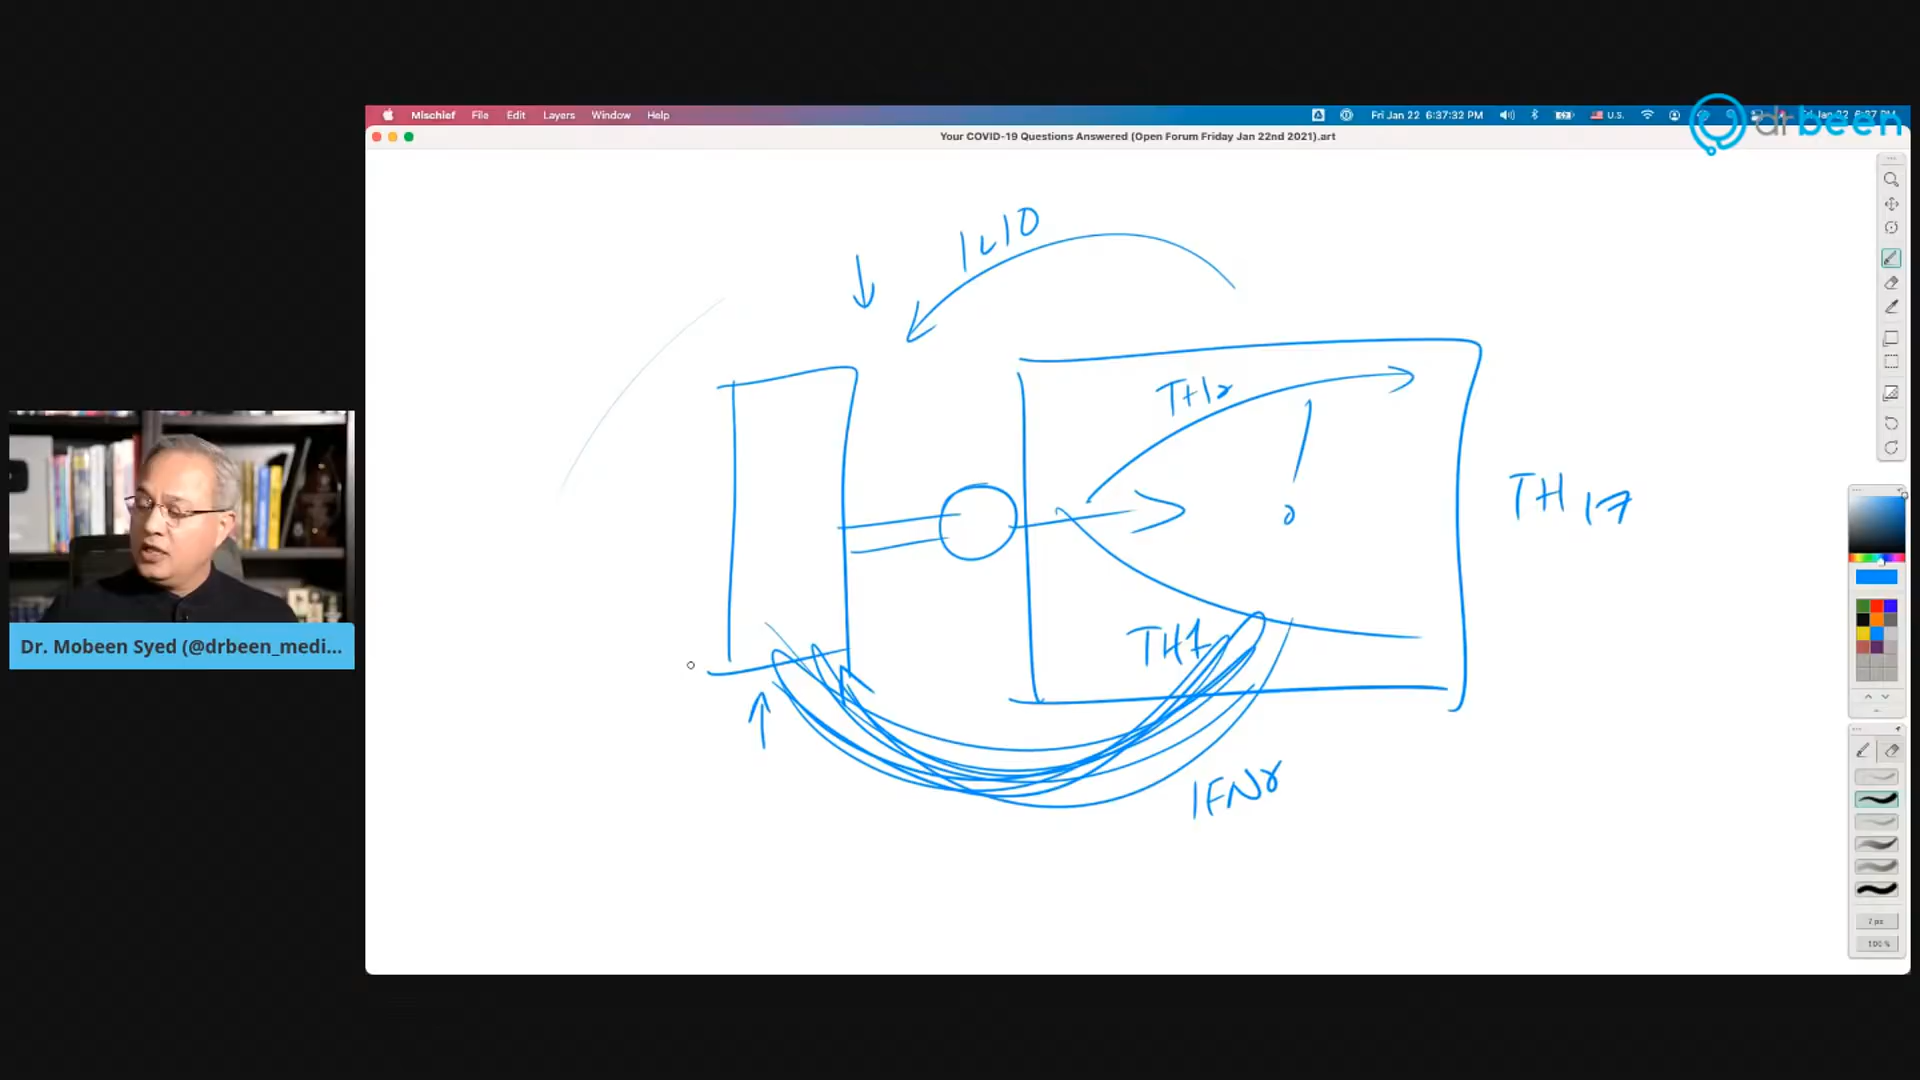 drbeen
Mischief File Edit Layers Window Help
Fri Jan 22 6:37:32 PM
U.S.
Your COVID-19 Questions Answered (Open Forum Friday Jan 22nd 2021).art
IL10
TH2
TH17
TH1
IFNγ
Dr. Mobeen Syed (@drbeen_medi...
100%